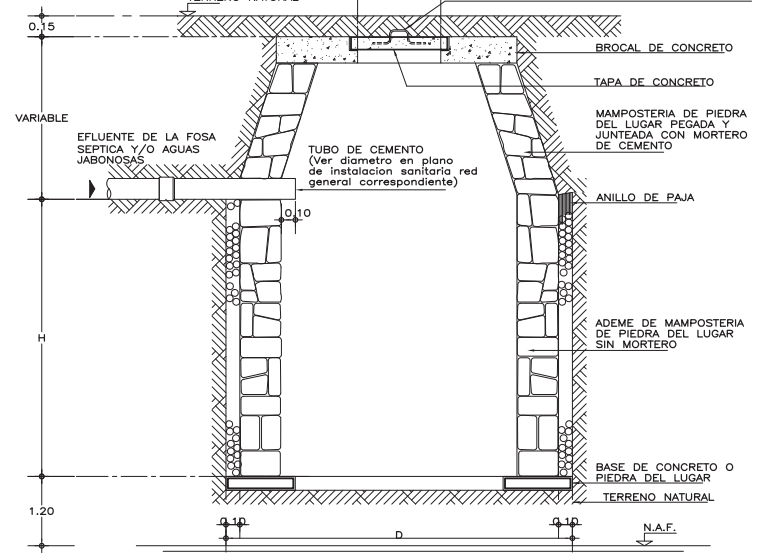 TERRENO NATURAL
0.15
BROCAL DE CONCRETO
TAPA DE CONCRETO
VARIABLE
MAMPOSTERIA DE PIEDRA
DEL LUGAR PEGADA Y
JUNTEADA CON MORTERO
DE CEMENTO
EFLUENTE DE LA FOSA
SEPTICA Y/O AGUAS
JABONOSAS
TUBO DE CEMENTO
(Ver diametro en plano
de instalacion sanitaria red
general correspondiente)
ANILLO DE PAJA
0.10
H
ADEME DE MAMPOSTERIA
DE PIEDRA DEL LUGAR
SIN MORTERO
BASE DE CONCRETO O
PIEDRA DEL LUGAR
TERRENO NATURAL
1.20
0.10
D
0.10
N.A.F.